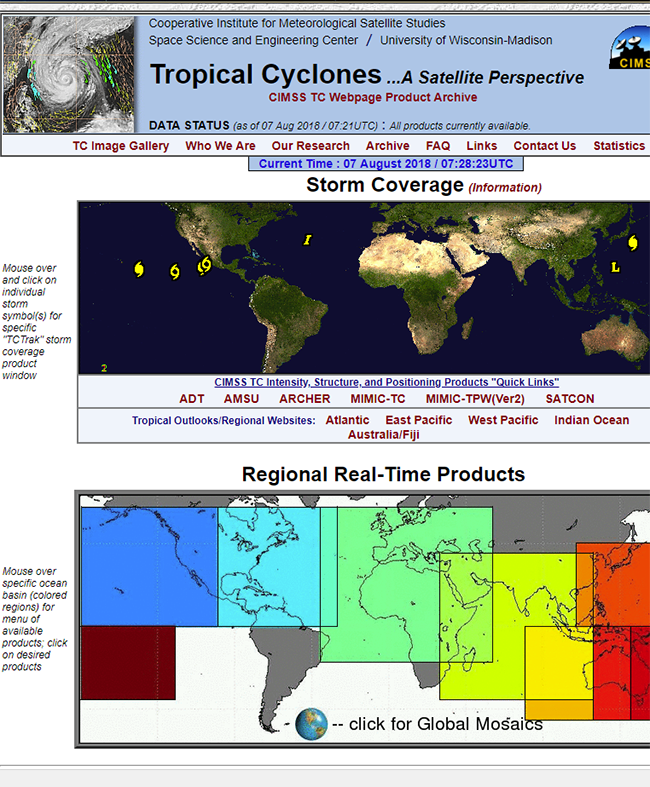 Cooperative Institute for Meteorological Satellite Studies
Space Science and Engineering Center / University of Wisconsin-Madison
Tropical Cyclones ...A Satellite Perspective
CIMSS TC Webpage Product Archive
DATA STATUS (as of 07 Aug 2018 / 07:21UTC) : All products currently available.
TC Image Gallery Who We Are Our Research Archive FAQ Links Contact Us Statistics
Current Time : 07 August 2018 / 07:28:23UTC
Storm Coverage (Information)
Mouse over
and click on
individual
storm
symbol(s) for
specific
"TCTrak" storm
coverage
product
window
I
L
2
CIMSS TC Intensity, Structure, and Positioning Products "Quick Links"
ADT AMSU ARCHER MIMIC-TC MIMIC-TPW(Ver2) SATCON
Tropical Outlooks/Regional Websites: Atlantic East Pacific West Pacific Indian Ocean
Australia/Fiji
Regional Real-Time Products
Mouse over
specific ocean
basin (colored
regions) for
menu of
available
products; click
on desired
products
-- click for Global Mosaics